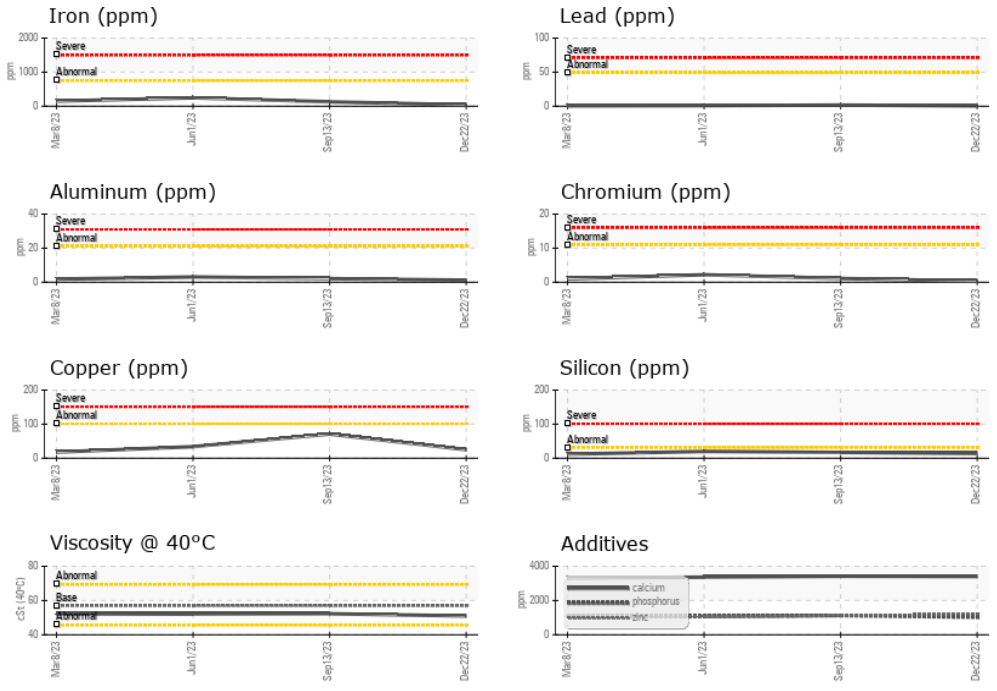 Iron (ppm)
2000
1000
0
ppm
Severe
Abnormal
Mar8/23
Jun1/23
Sep13/23
Dec22/23
Lead (ppm)
100
50
0
ppm
Severe
Abnormal
Mar8/23
Jun1/23
Sep13/23
Dec22/23
Aluminum (ppm)
40
20
0
ppm
Severe
Abnormal
Mar8/23
Jun1/23
Sep13/23
Dec22/23
Chromium (ppm)
20
10
0
ppm
Severe
Abnormal
Mar8/23
Jun1/23
Sep13/23
Dec22/23
Copper (ppm)
200
100
0
ppm
Severe
Abnormal
Mar8/23
Jun1/23
Sep13/23
Dec22/23
Silicon (ppm)
200
100
0
ppm
Severe
Abnormal
Mar8/23
Jun1/23
Sep13/23
Dec22/23
Viscosity @ 40°C
80
60
40
cSt (40°C)
Abnormal
Base
Abnormal
Mar8/23
Jun1/23
Sep13/23
Dec22/23
Additives
4000
2000
0
ppm
calcium
phosphorus
zinc
Mar8/23
Jun1/23
Sep13/23
Dec22/23